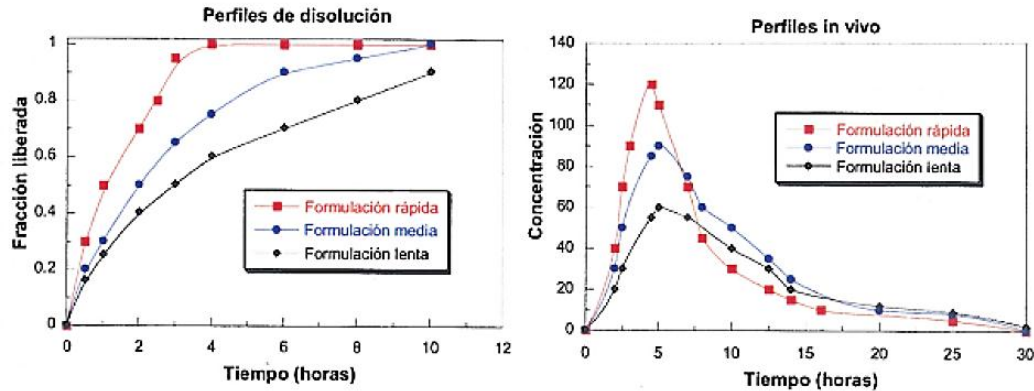 Perfiles de disolución
1
0.8
0.6
0.4
0.2
0
0 2 4 6 8 10 12
Fracción liberada
Tiempo (horas)
Formulación rápida
Formulación media
Formulación lenta
Perfiles in vivo
140
120
100
80
60
40
20
0
0 5 10 15 20 25 30
Concentración
Tiempo (horas)
Formulación rápida
Formulación media
Formulación lenta